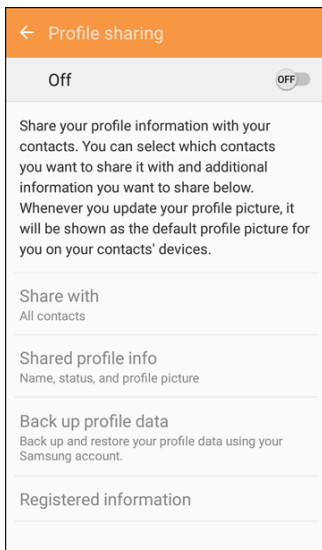 Profile sharing
Off OFF
Share your profile information with your
contacts. You can select which contacts
you want to share it with and additional
information you want to share below.
Whenever you update your profile picture, it
will be shown as the default profile picture for
you on your contacts' devices.
Share with
All contacts
Shared profile info
Name, status, and profile picture
Back up profile data
Back up and restore your profile data using your
Samsung account.
Registered information